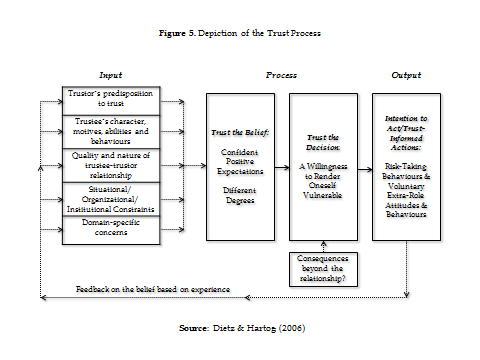 Figure 5. Depiction of the Trust Process
Input
Process
Output
Trustor's predisposition
to trust
Trustee's character,
motives, abilities and
behaviours
Quality and nature of
trustee-trustor
relationship
Situational/
Organizational/
Institutional Constraints
Domain-specific
concerns
Trust the Belief:
Confident
Positive
Expectations
Different
Degrees
Trust the
Decision:
A Willingness
to Render
Oneself
Vulnerable
Intention to
Act/Trust-
Informed
Actions:
Risk-Taking
Behaviours &
Voluntary
Extra-Role
Attitudes &
Behaviours
Consequences
beyond the
relationship?
Feedback on the belief based on experience
Source: Dietz & Hartog (2006)